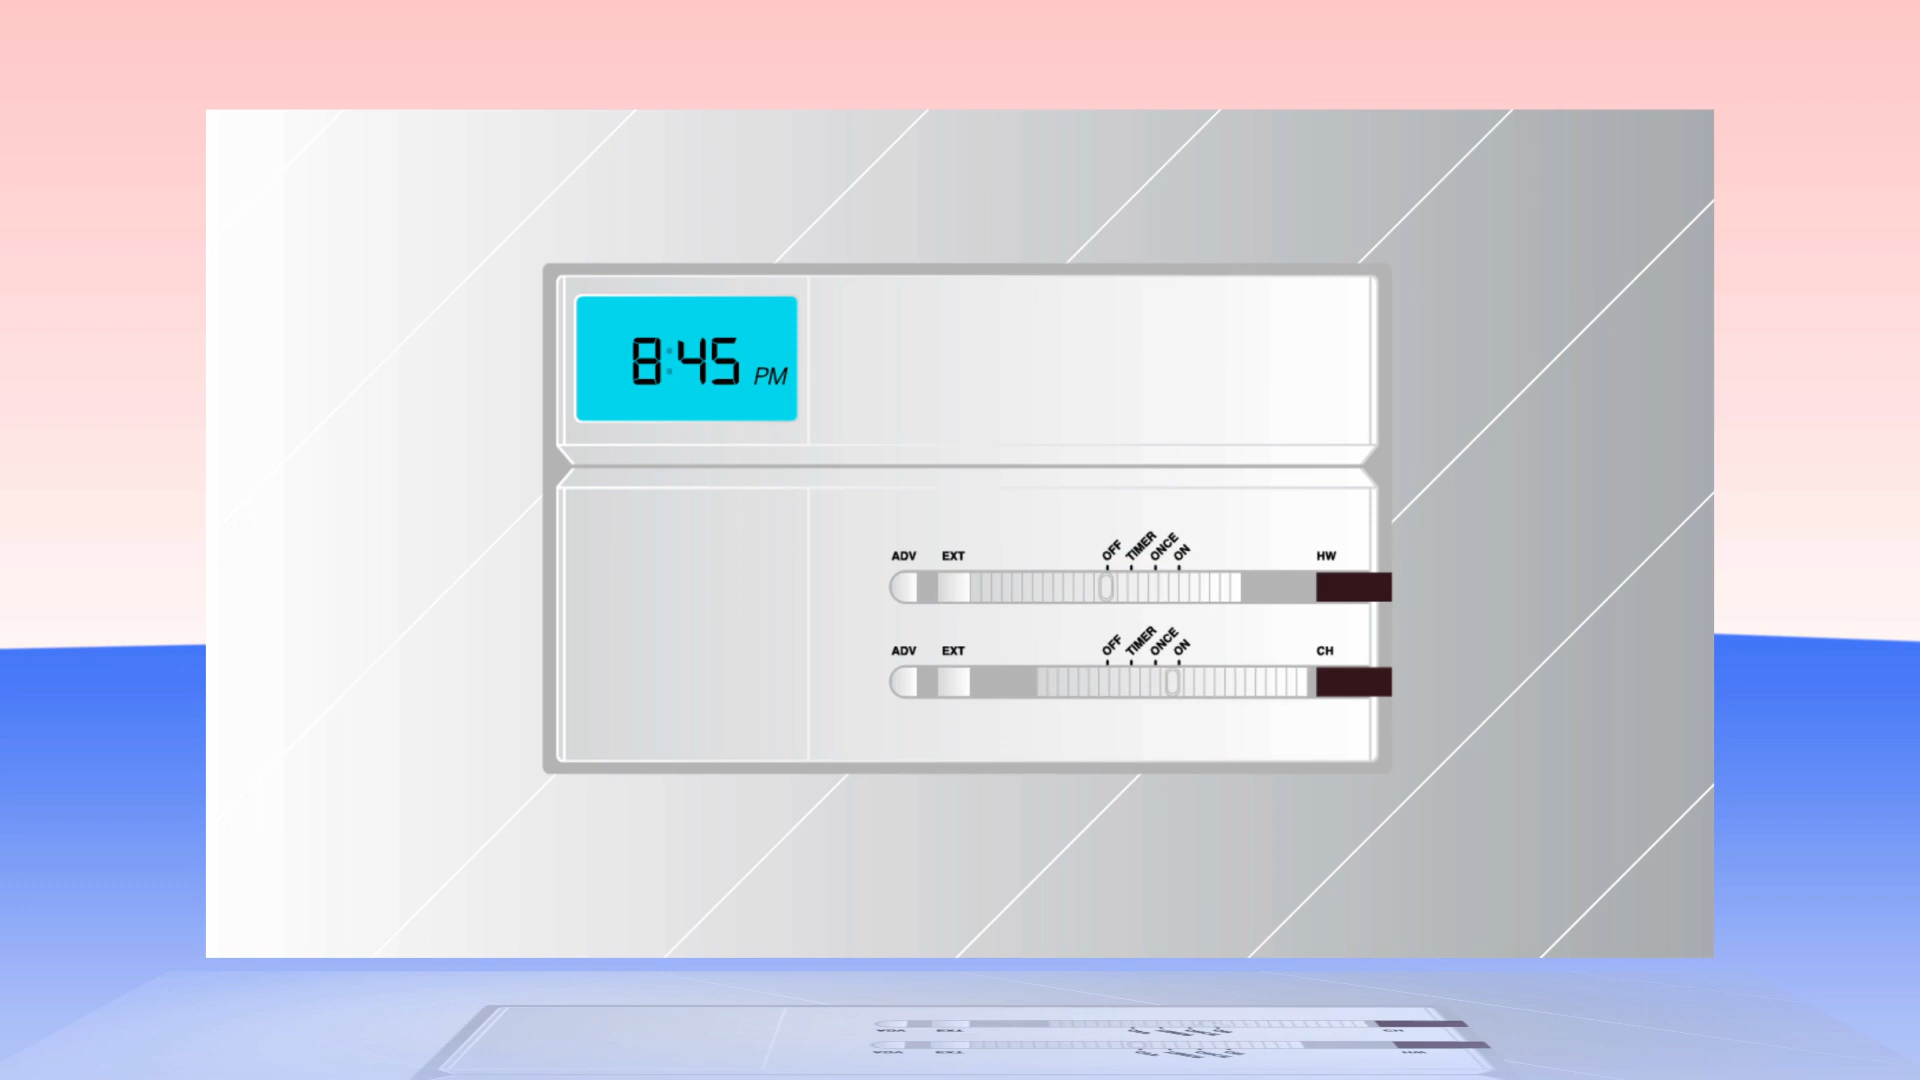 8:45 PM
ADV EXT OFF TIMER ONCE ON HW
ADV EXT OFF TIMER ONCE ON CH